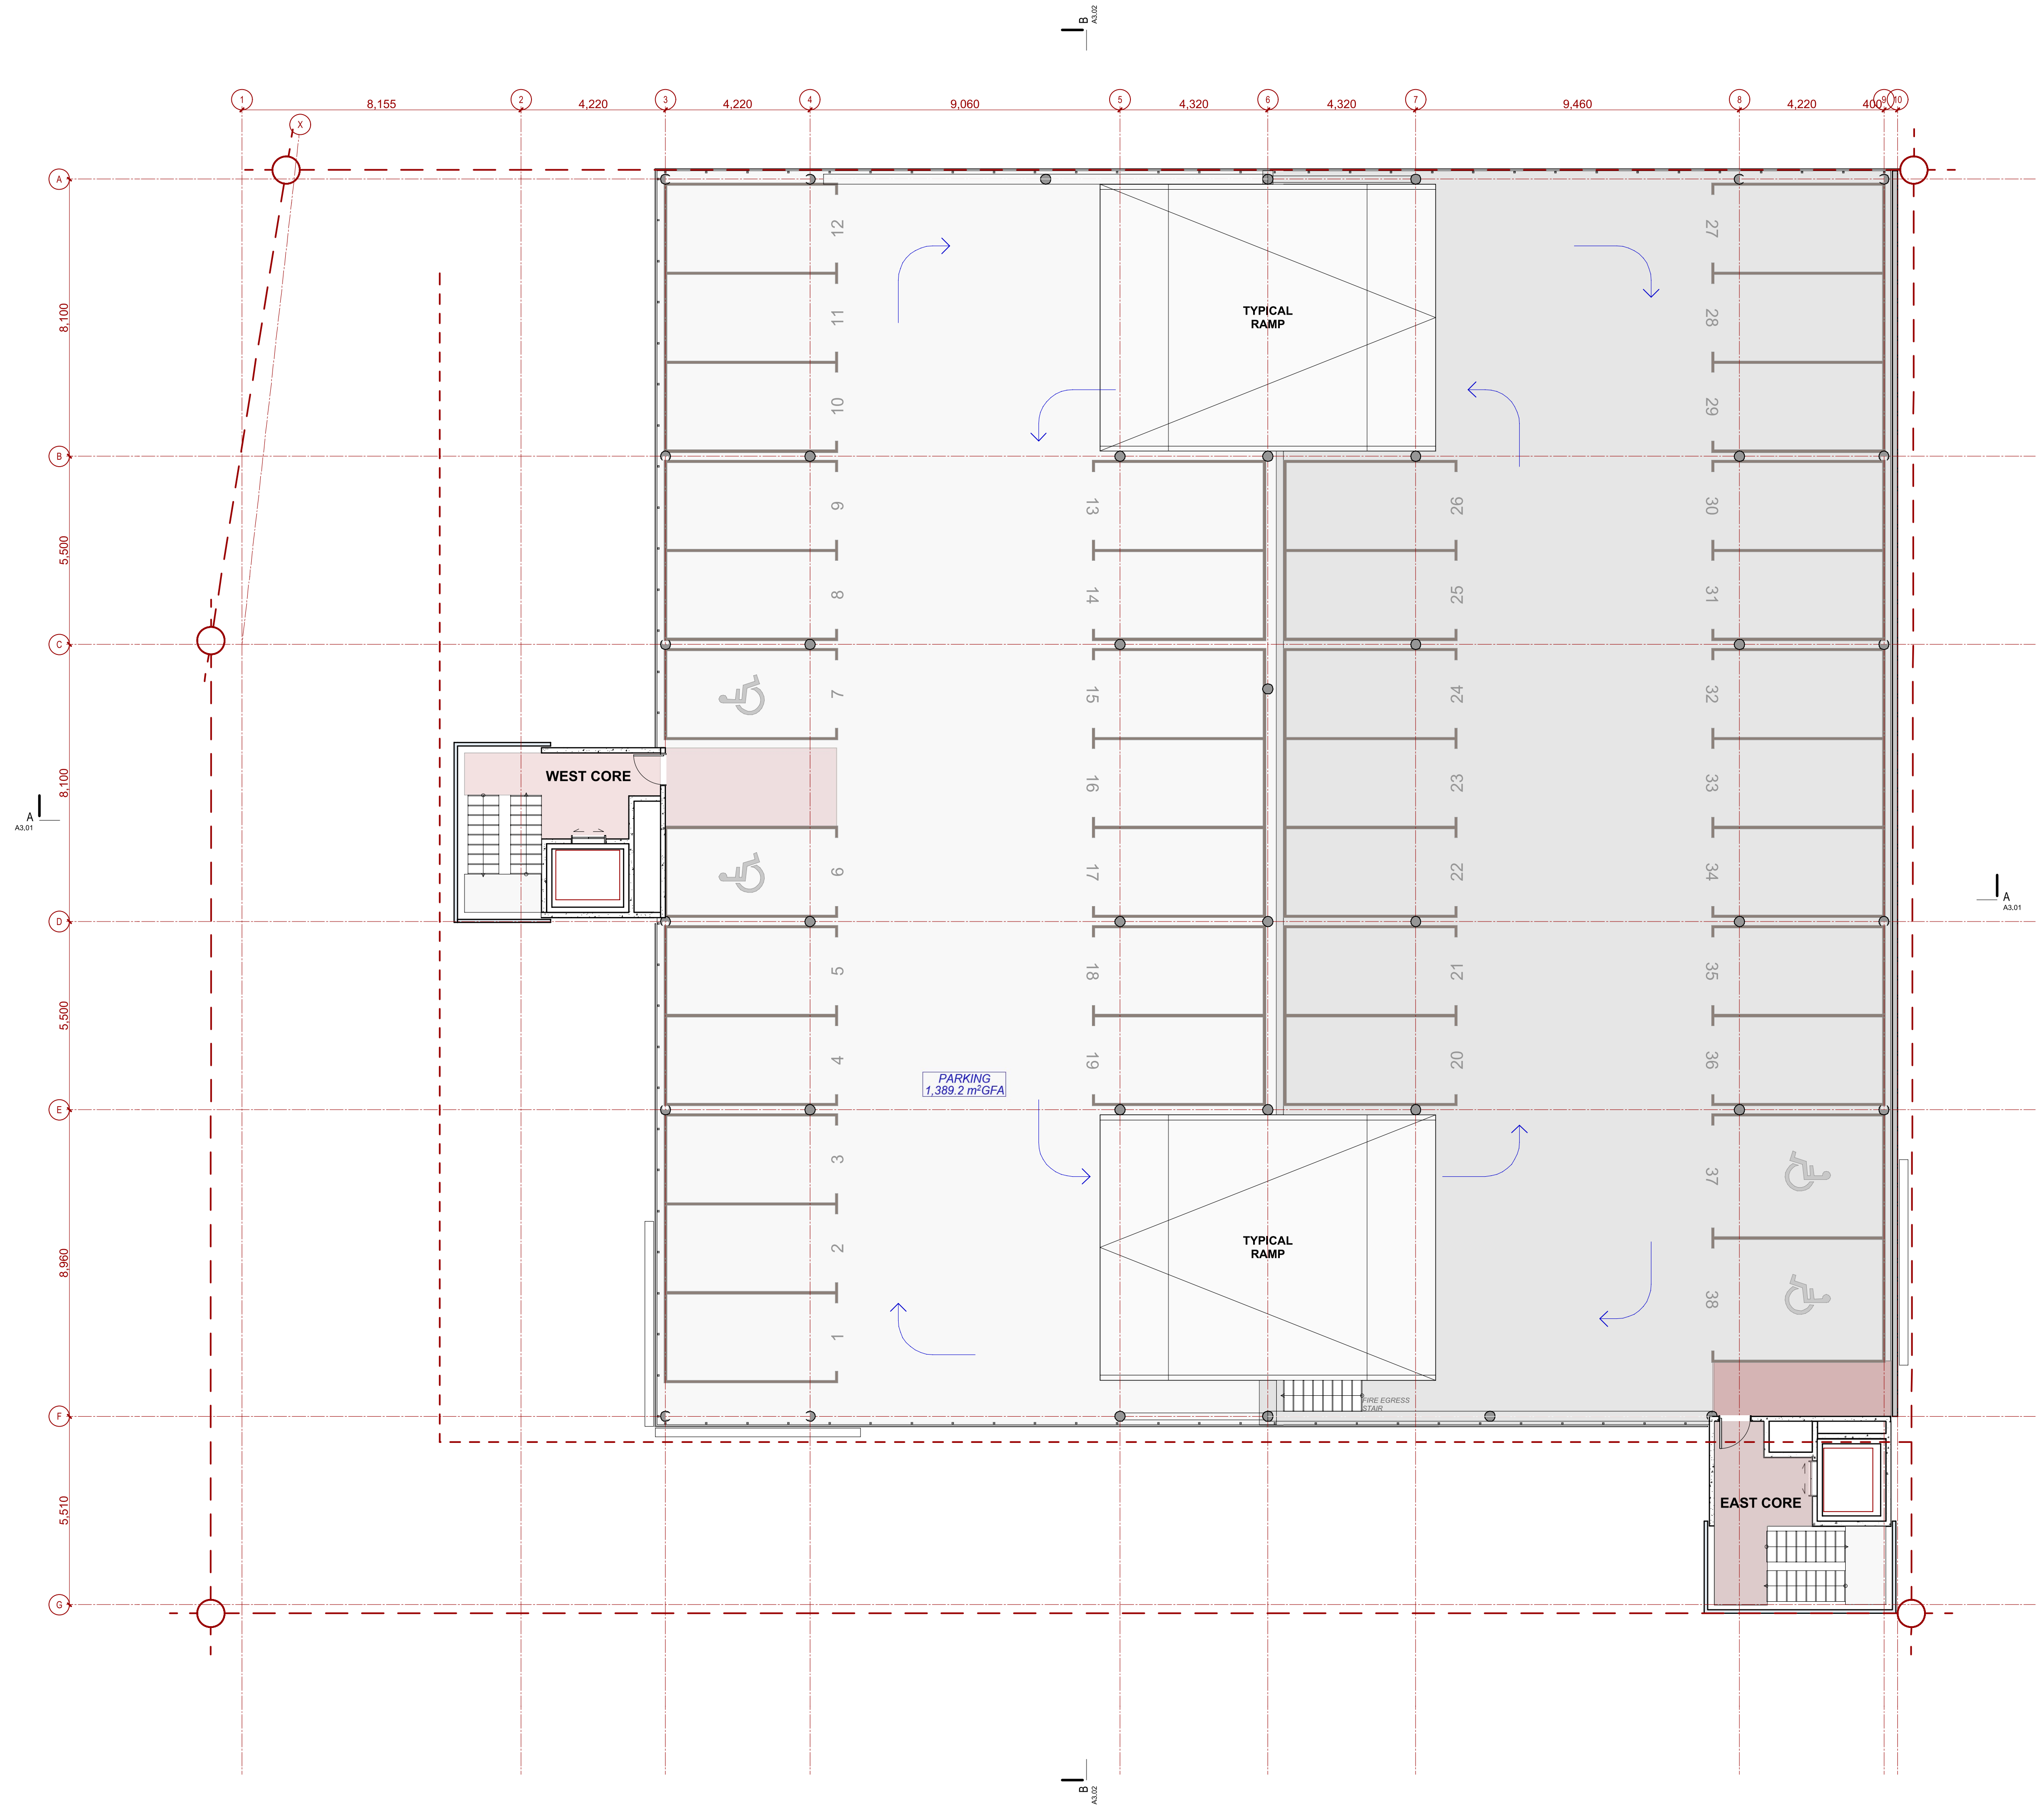 B
A3.02
1
2
3
4
5
6
7
8
9
10
X
8,155
4,220
4,220
9,060
4,320
4,320
9,460
4,220
400
A
B
C
D
E
F
G
8,100
5,500
8,100
5,500
8,960
5,510
12
11
10
9
8
7
6
5
4
3
2
1
13
14
15
16
17
18
19
26
25
24
23
22
21
20
27
28
29
30
31
32
33
34
35
36
37
38
TYPICAL
RAMP
WEST CORE
A
A3.01
A
A3.01
PARKING
1,389.2 m²GFA
TYPICAL
RAMP
FIRE EGRESS
STAIR
EAST CORE
B
A3.02